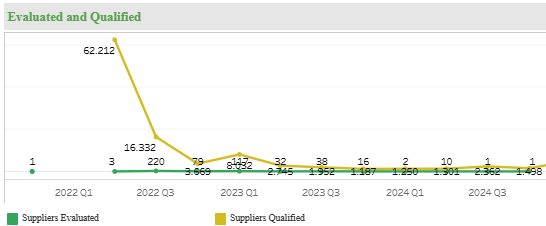 Evaluated and Qualified
62.212
16.332
1 3 220 79 117 32 38 16 2 10 1 1
3.669 8.032 2.745 1.952 1.187 1.250 1.301 2.362 1.498
2022 Q1 2022 Q3 2023 Q1 2023 Q3 2024 Q1 2024 Q3
Suppliers Evaluated Suppliers Qualified